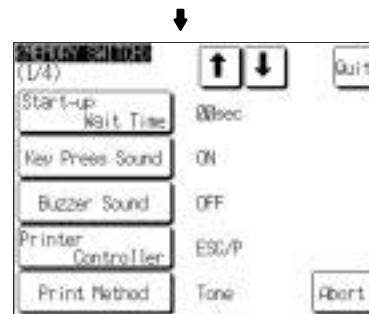 (MEMORY SWITCH)
(1/4)
Quit
Start-up
Wait Time
00sec
Key Press Sound
ON
Buzzer Sound
OFF
Printer
Controller
ESC/P
Print Method
Tone
Abort